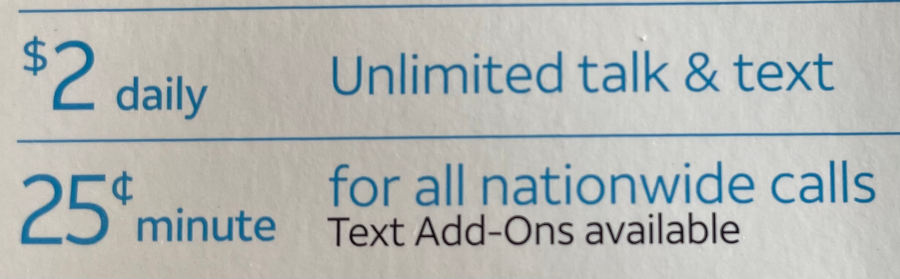 $2 daily Unlimited talk & text
25¢ minute for all nationwide calls
Text Add-Ons available